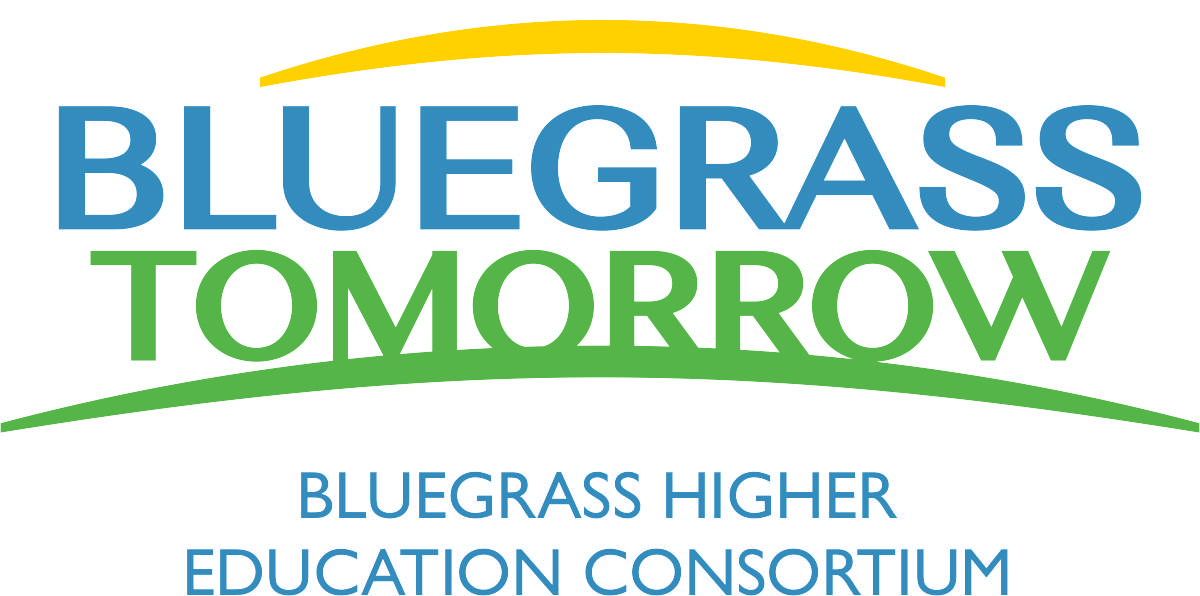 BLUEGRASS
TOMORROW
BLUEGRASS HIGHER
EDUCATION CONSORTIUM